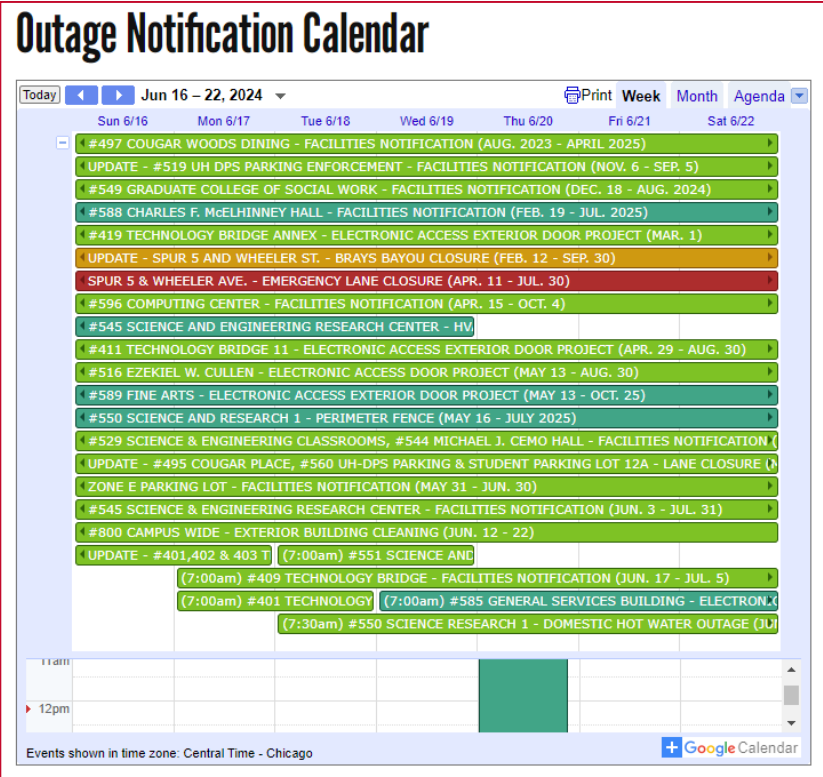 Outage Notification Calendar
Today Jun 16 – 22, 2024 Print Week Month Agenda
Sun 6/16 Mon 6/17 Tue 6/18 Wed 6/19 Thu 6/20 Fri 6/21 Sat 6/22
#497 COUGAR WOODS DINING - FACILITIES NOTIFICATION (AUG. 2023 - APRIL 2025)
UPDATE - #519 UH DPS PARKING ENFORCEMENT - FACILITIES NOTIFICATION (NOV. 6 - SEP. 5)
#549 GRADUATE COLLEGE OF SOCIAL WORK - FACILITIES NOTIFICATION (DEC. 18 - AUG. 2024)
#588 CHARLES F. McELHINNEY HALL - FACILITIES NOTIFICATION (FEB. 19 - JUL. 2025)
#419 TECHNOLOGY BRIDGE ANNEX - ELECTRONIC ACCESS EXTERIOR DOOR PROJECT (MAR. 1)
UPDATE - SPUR 5 AND WHEELER ST. - BRAYS BAYOU CLOSURE (FEB. 12 - SEP. 30)
SPUR 5 & WHEELER AVE. - EMERGENCY LANE CLOSURE (APR. 11 - JUL. 30)
#596 COMPUTING CENTER - FACILITIES NOTIFICATION (APR. 15 - OCT. 4)
#545 SCIENCE AND ENGINEERING RESEARCH CENTER - HV
#411 TECHNOLOGY BRIDGE 11 - ELECTRONIC ACCESS EXTERIOR DOOR PROJECT (APR. 29 - AUG. 30)
#516 EZEKIEL W. CULLEN - ELECTRONIC ACCESS DOOR PROJECT (MAY 13 - AUG. 30)
#589 FINE ARTS - ELECTRONIC ACCESS EXTERIOR DOOR PROJECT (MAY 13 - OCT. 25)
#550 SCIENCE AND RESEARCH 1 - PERIMETER FENCE (MAY 16 - JULY 2025)
#529 SCIENCE & ENGINEERING CLASSROOMS, #544 MICHAEL J. CEMO HALL - FACILITIES NOTIFICATION (
UPDATE - #495 COUGAR PLACE, #560 UH-DPS PARKING & STUDENT PARKING LOT 12A - LANE CLOSURE
ZONE E PARKING LOT - FACILITIES NOTIFICATION (MAY 31 - JUN. 30)
#545 SCIENCE & ENGINEERING RESEARCH CENTER - FACILITIES NOTIFICATION (JUN. 3 - JUL. 31)
#800 CAMPUS WIDE - EXTERIOR BUILDING CLEANING (JUN. 12 - 22)
UPDATE - #401,402 & 403 T (7:00am) #551 SCIENCE AND
(7:00am) #409 TECHNOLOGY BRIDGE - FACILITIES NOTIFICATION (JUN. 17 - JUL. 5)
(7:00am) #401 TECHNOLOGY (7:00am) #585 GENERAL SERVICES BUILDING - ELECTRONIC
(7:30am) #550 SCIENCE RESEARCH 1 - DOMESTIC HOT WATER OUTAGE
11am
12pm
Events shown in time zone: Central Time - Chicago
Google Calendar